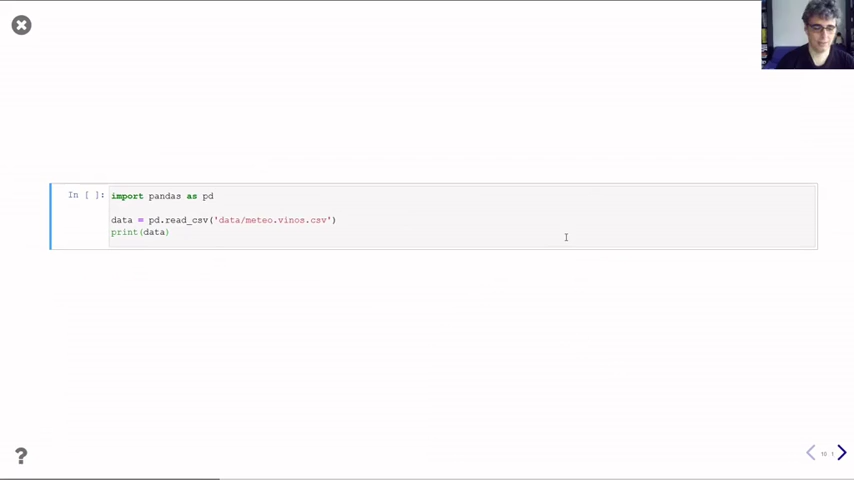 In [ ]:
import pandas as pd
data = pd.read_csv('data/meteo.vinos.csv')
print(data)
?